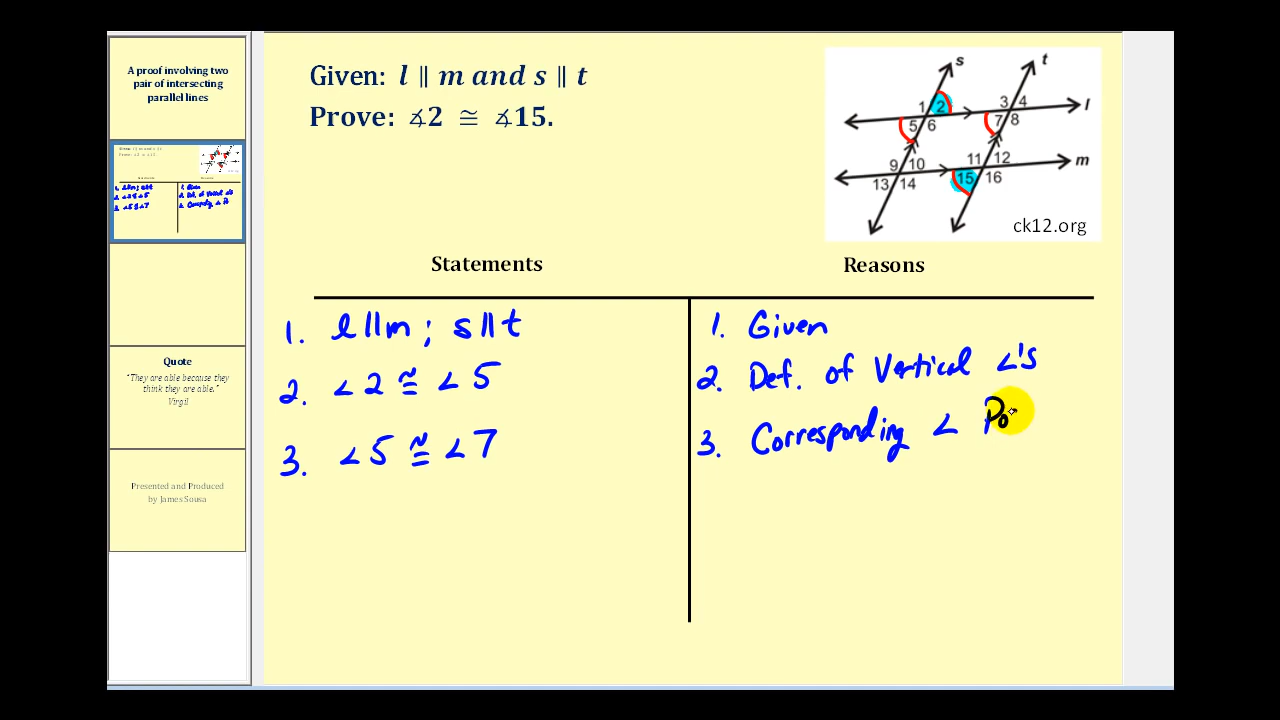 A proof involving two
pair of intersecting
parallel lines
Given: l ∥ m and s ∥ t
Prove: ∡2 ≅ ∡15.
s
t
1 2
3 4
l
5 6
7 8
9 10
11 12
m
13 14
15 16
ck12.org
Statements
Reasons
1. l || m ; s || t
1. Given
2. ∠2 ≅ ∠5
2. Def. of Vertical ∠'s
3. ∠5 ≅ ∠7
3. Corresponding ∠ Po
Quote
"They are able because they
think they are able."
Virgil
Presented and Produced
by James Sousa